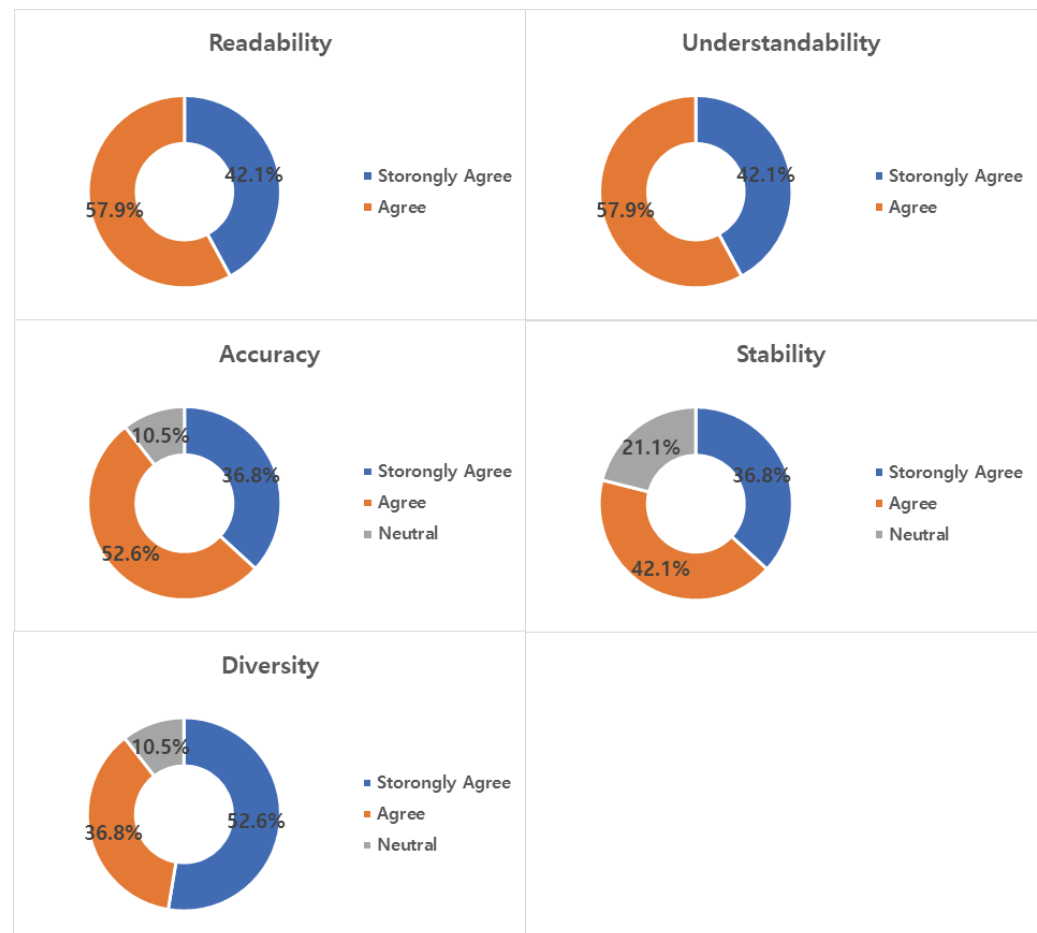 Readability
42.1%
57.9%
Storongly Agree
Agree
Understandability
42.1%
57.9%
Storongly Agree
Agree
Accuracy
10.5%
36.8%
52.6%
Storongly Agree
Agree
Neutral
Stability
21.1%
36.8%
42.1%
Storongly Agree
Agree
Neutral
Diversity
10.5%
52.6%
36.8%
Storongly Agree
Agree
Neutral